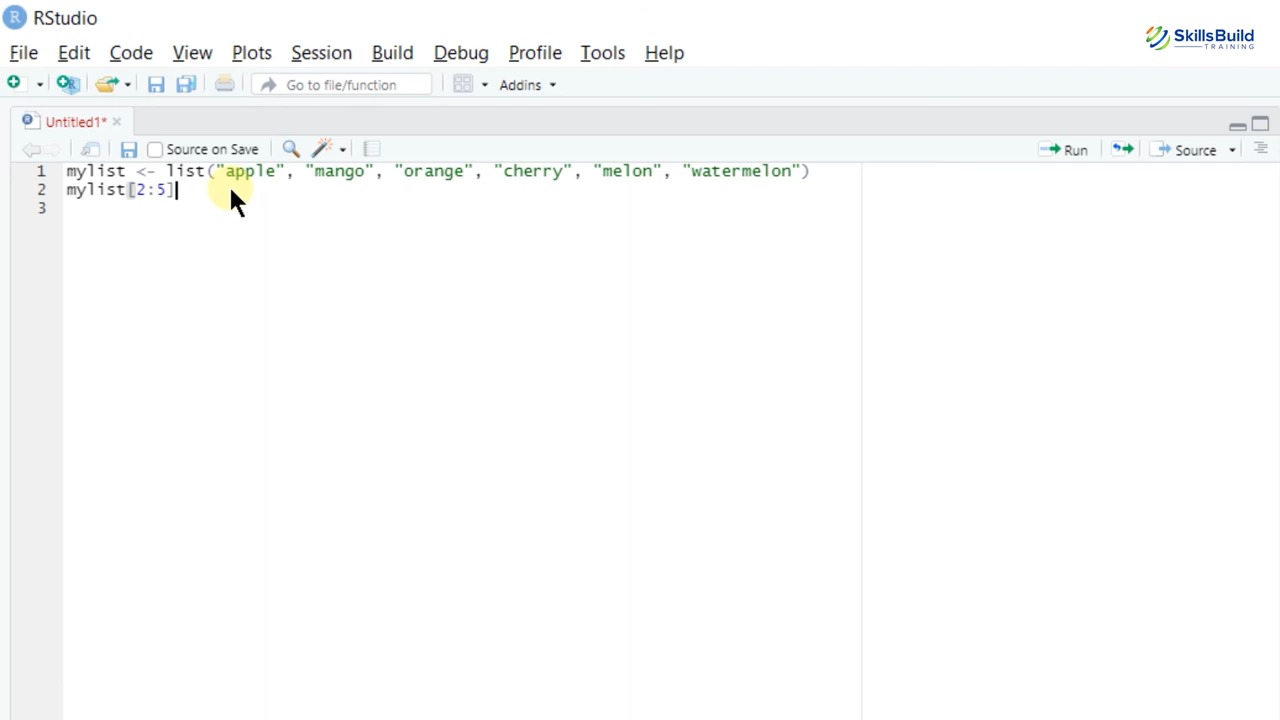 R RStudio
SkillsBuild
TRAINING
File Edit Code View Plots Session Build Debug Profile Tools Help
Go to file/function Addins
Untitled1*
Source on Save Run Source
1 mylist <- list("apple", "mango", "orange", "cherry", "melon", "watermelon")
2 mylist[2:5]
3